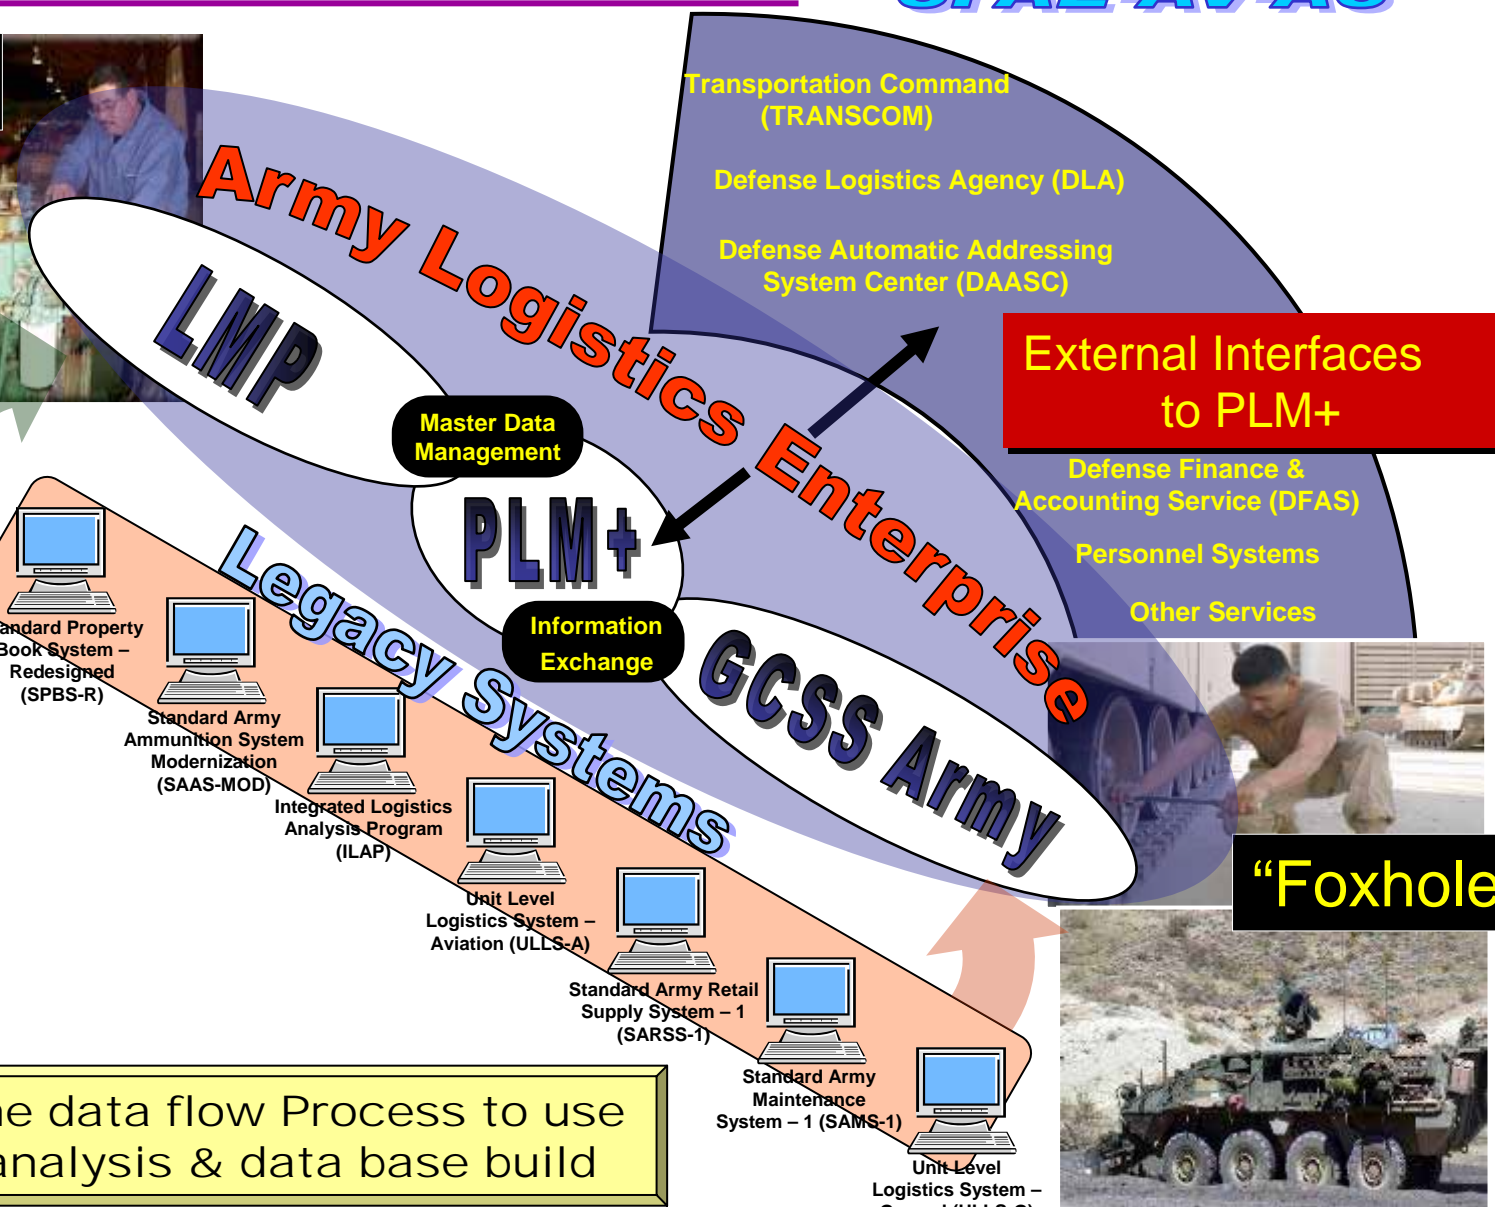 Transportation Command
(TRANSCOM)
Defense Logistics Agency (DLA)
Defense Automatic Addressing
System Center (DAASC)
External Interfaces
to PLM+
Defense Finance &
Accounting Service (DFAS)
Personnel Systems
Other Services
Army Logistics Enterprise
LMP
Master Data
Management
PLM+
Information
Exchange
GCSS Army
Legacy Systems
Standard Property
Book System –
Redesigned
(SPBS-R)
Standard Army
Ammunition System
Modernization
(SAAS-MOD)
Integrated Logistics
Analysis Program
(ILAP)
Unit Level
Logistics System –
Aviation (ULLS-A)
Standard Army Retail
Supply System – 1
(SARSS-1)
Standard Army
Maintenance
System – 1 (SAMS-1)
Unit Level
Logistics System –
“Foxhole
data flow Process to use
analysis & data base build